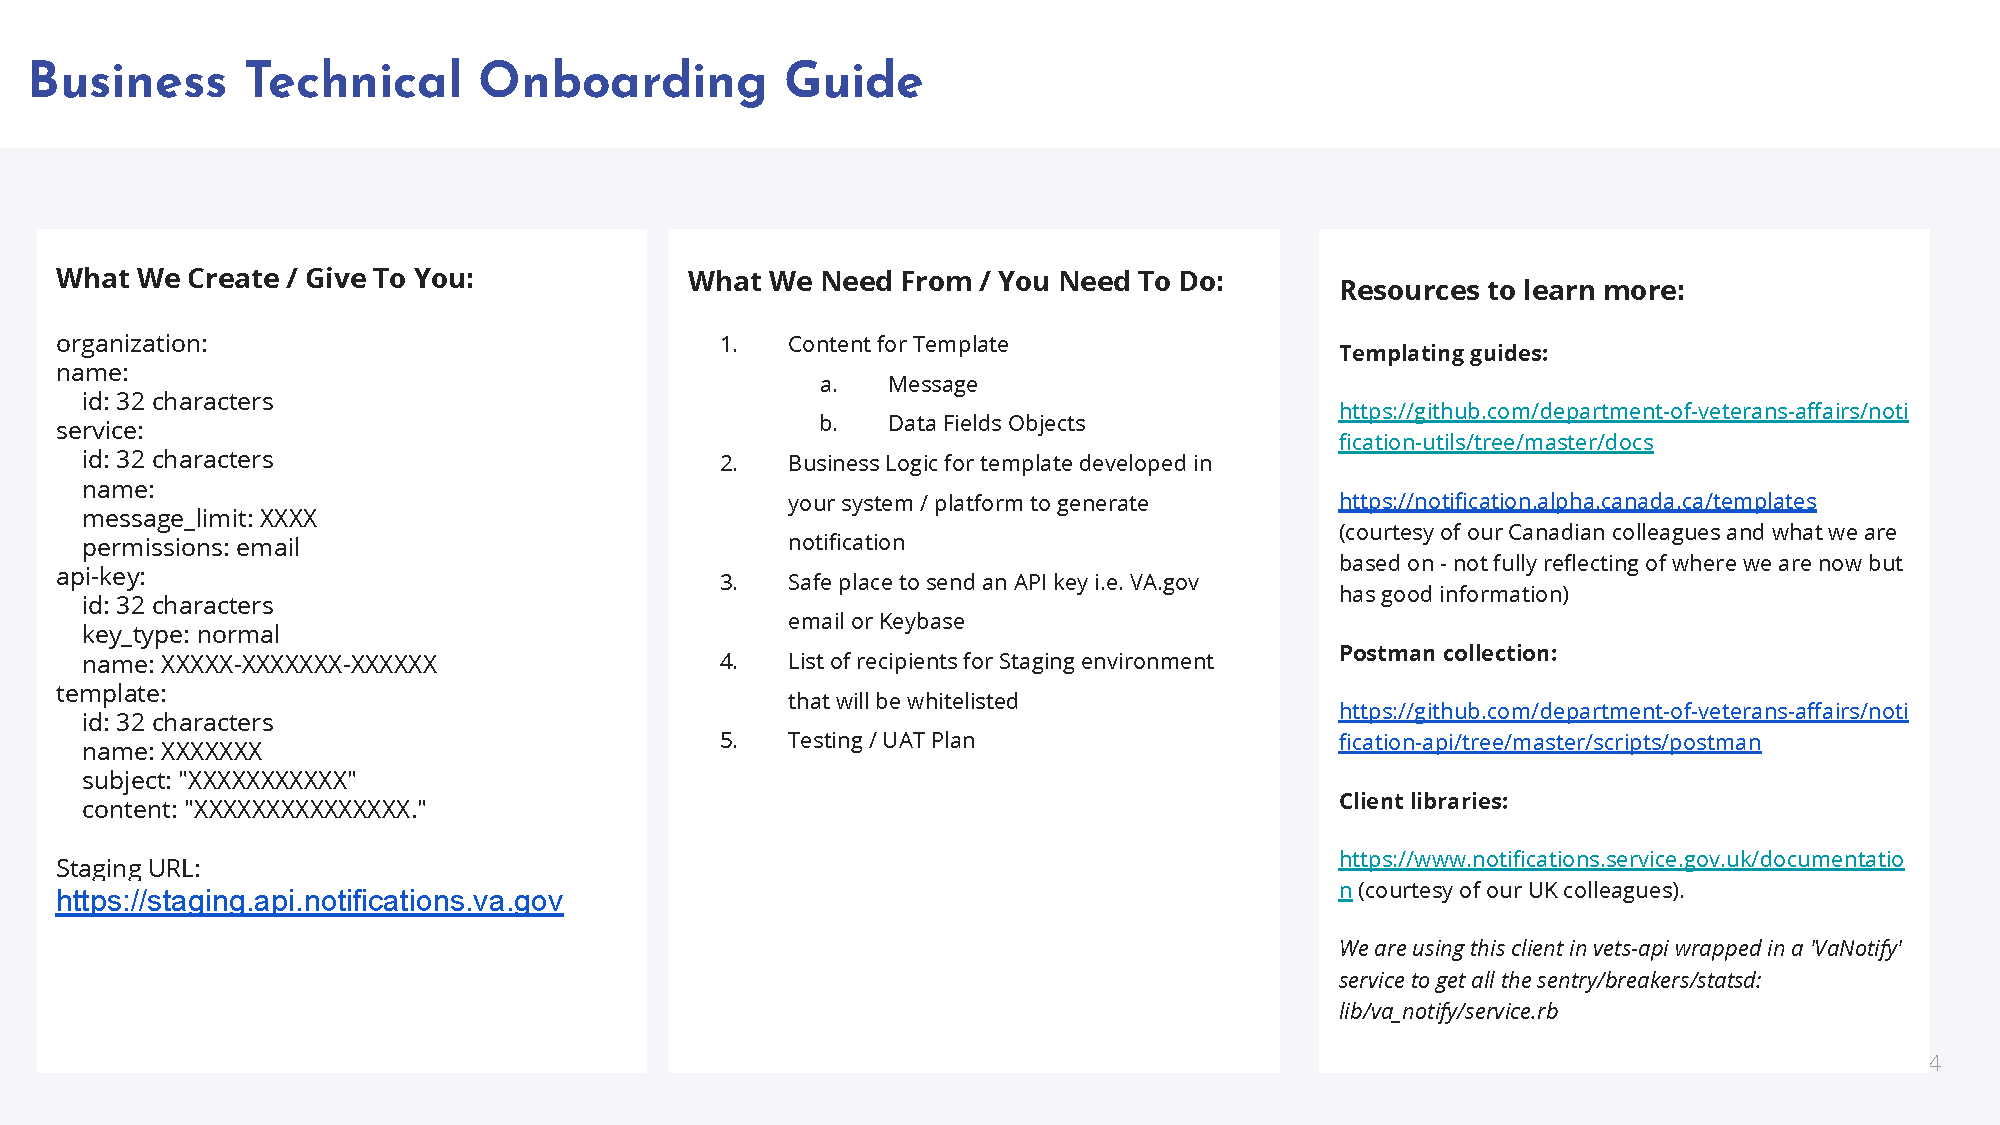 Business Technical Onboarding Guide
What We Create / Give To You:
organization:
name:
id: 32 characters
service:
id: 32 characters
name:
message_limit: XXXX
permissions: email
api-key:
id: 32 characters
key_type: normal
name: XXXXX-XXXXXXX-XXXXXX
template:
id: 32 characters
name: XXXXXXX
subject: "XXXXXXXXXXX"
content: "XXXXXXXXXXXXXXX."
Staging URL:
https://staging.api.notifications.va.gov
What We Need From / You Need To Do:
1. Content for Template
a. Message
b. Data Fields Objects
2. Business Logic for template developed in
your system / platform to generate
notification
3. Safe place to send an API key i.e. VA.gov
email or Keybase
4. List of recipients for Staging environment
that will be whitelisted
5. Testing / UAT Plan
Resources to learn more:
Templating guides:
https://github.com/department-of-veterans-affairs/noti
fication-utils/tree/master/docs
https://notification.alpha.canada.ca/templates
(courtesy of our Canadian colleagues and what we are
based on - not fully reflecting of where we are now but
has good information)
Postman collection:
https://github.com/department-of-veterans-affairs/noti
fication-api/tree/master/scripts/postman
Client libraries:
https://www.notifications.service.gov.uk/documentatio
n (courtesy of our UK colleagues).
We are using this client in vets-api wrapped in a 'VaNotify'
service to get all the sentry/breakers/statsd:
lib/va_notify/service.rb
4